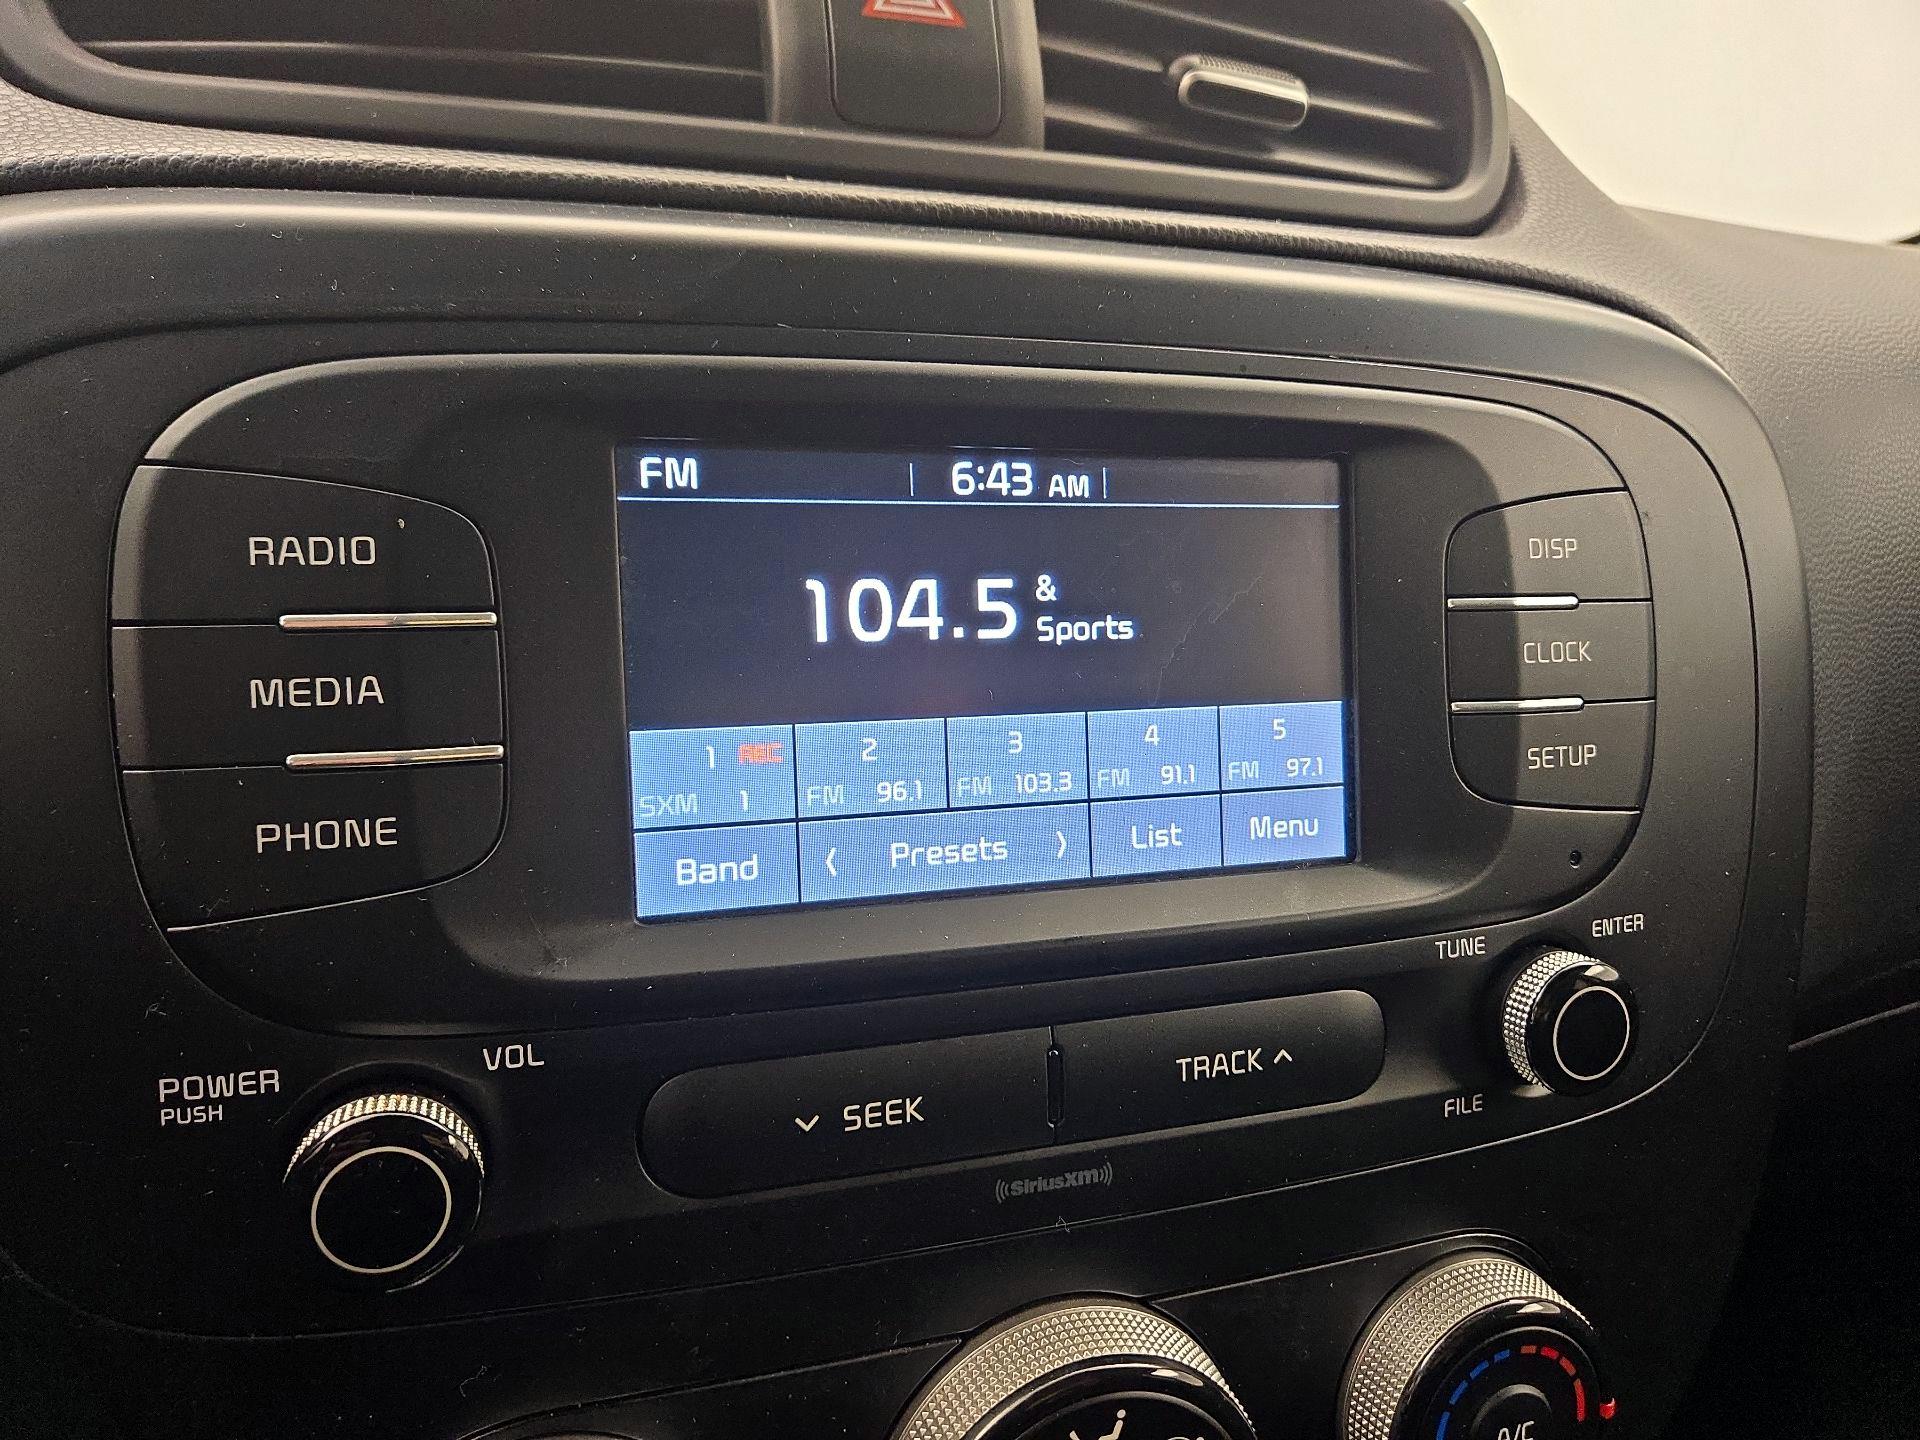 FM 6:43 AM
RADIO
MEDIA
PHONE
104.5 & Sports
1 REC
SXM 1
2
FM 96.1
3
FM 103.3
4
FM 91.1
5
FM 97.1
Band
Presets
List
Menu
DISP
CLOCK
SETUP
TUNE
ENTER
FILE
POWER
PUSH
VOL
SEEK
TRACK
((SiriusXM))
A/C